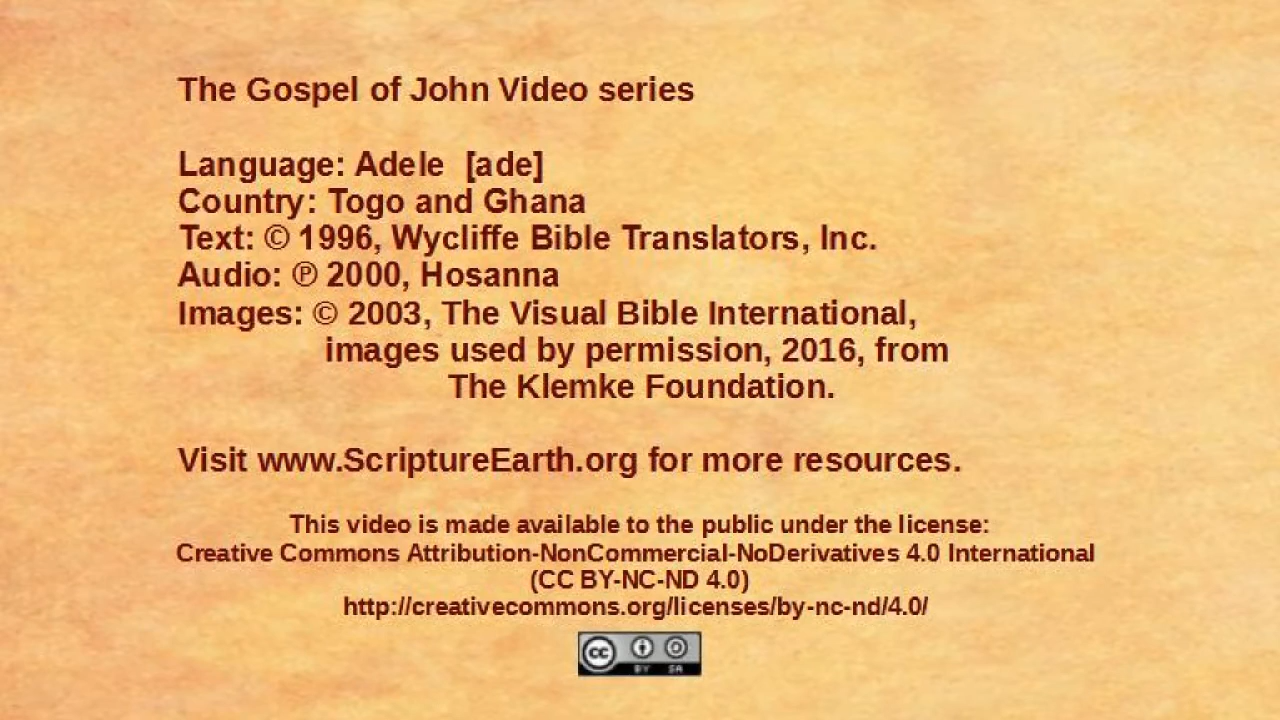 The Gospel of John Video series
Language: Adele [ade]
Country: Togo and Ghana
Text: © 1996, Wycliffe Bible Translators, Inc.
Audio: ℗ 2000, Hosanna
Images: © 2003, The Visual Bible International,
images used by permission, 2016, from
The Klemke Foundation.
Visit www.ScriptureEarth.org for more resources.
This video is made available to the public under the license:
Creative Commons Attribution-NonCommercial-NoDerivatives 4.0 International
(CC BY-NC-ND 4.0)
http://creativecommons.org/licenses/by-nc-nd/4.0/
cc
BY SA